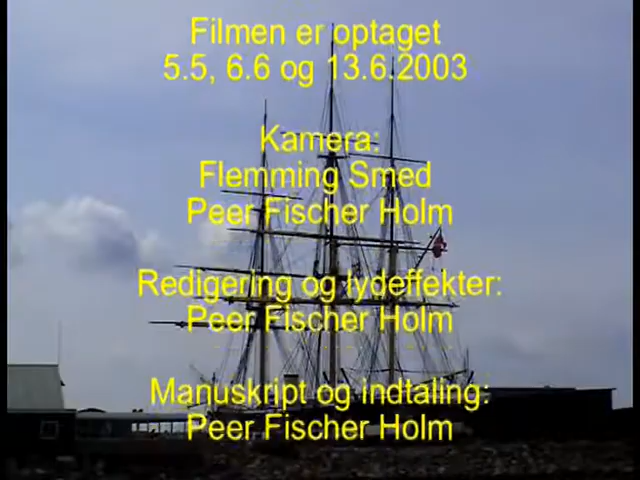 Filmen er optaget
5.5, 6.6 og 13.6.2003
Kamera:
Flemming Smed
Peer Fischer Holm
Redigering og lydeffekter:
Peer Fischer Holm
Manuskript og indtaling:
Peer Fischer Holm